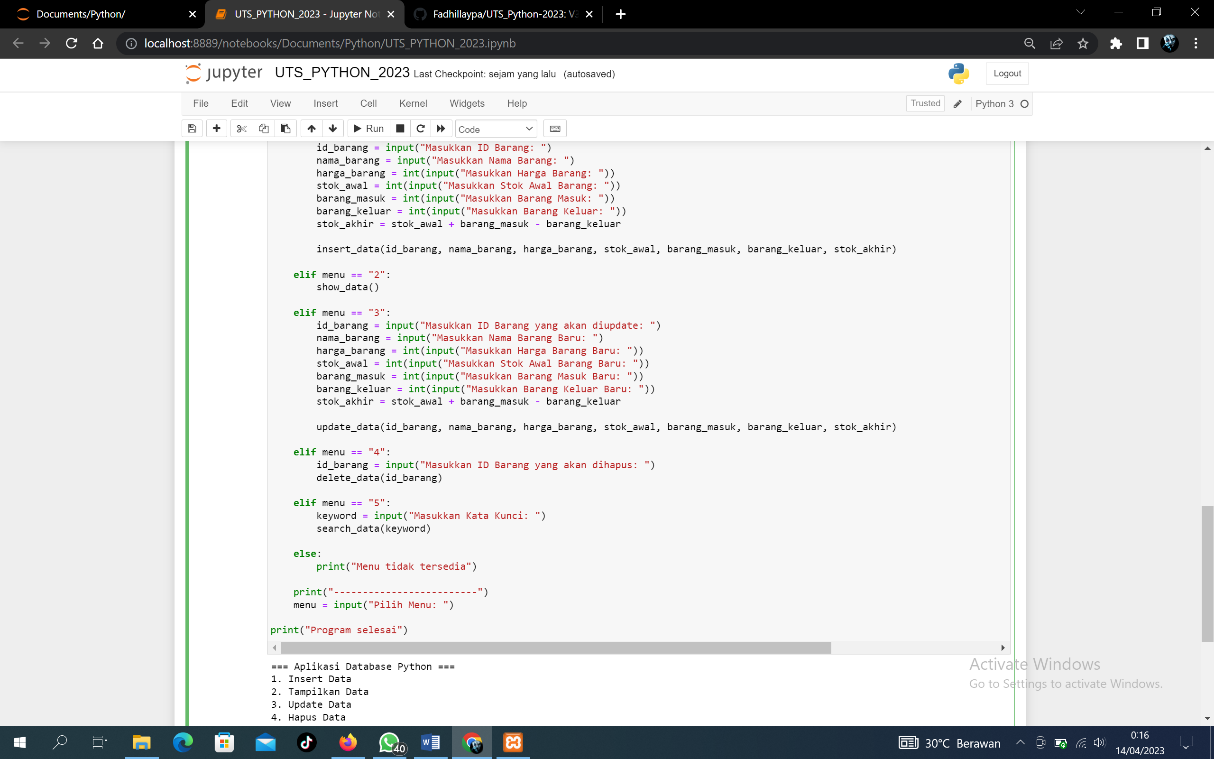 Documents/Python/
UTS_PYTHON_2023 - Jupyter Not
Fadhillaypa/UTS_Python-2023: V3
localhost:8889/notebooks/Documents/Python/UTS_PYTHON_2023.ipynb
jupyter UTS_PYTHON_2023 Last Checkpoint: sejam yang lalu (autosaved)
Logout
File Edit View Insert Cell Kernel Widgets Help
Trusted Python 3
Run Code
id_barang = input("Masukkan ID Barang: ")
nama_barang = input("Masukkan Nama Barang: ")
harga_barang = int(input("Masukkan Harga Barang: "))
stok_awal = int(input("Masukkan Stok Awal Barang: "))
barang_masuk = int(input("Masukkan Barang Masuk: "))
barang_keluar = int(input("Masukkan Barang Keluar: "))
stok_akhir = stok_awal + barang_masuk - barang_keluar
insert_data(id_barang, nama_barang, harga_barang, stok_awal, barang_masuk, barang_keluar, stok_akhir)
elif menu == "2":
show_data()
elif menu == "3":
id_barang = input("Masukkan ID Barang yang akan diupdate: ")
nama_barang = input("Masukkan Nama Barang Baru: ")
harga_barang = int(input("Masukkan Harga Barang Baru: "))
stok_awal = int(input("Masukkan Stok Awal Barang Baru: "))
barang_masuk = int(input("Masukkan Barang Masuk Baru: "))
barang_keluar = int(input("Masukkan Barang Keluar Baru: "))
stok_akhir = stok_awal + barang_masuk - barang_keluar
update_data(id_barang, nama_barang, harga_barang, stok_awal, barang_masuk, barang_keluar, stok_akhir)
elif menu == "4":
id_barang = input("Masukkan ID Barang yang akan dihapus: ")
delete_data(id_barang)
elif menu == "5":
keyword = input("Masukkan Kata Kunci: ")
search_data(keyword)
else:
print("Menu tidak tersedia")
print("-------------------------")
menu = input("Pilih Menu: ")
print("Program selesai")
=== Aplikasi Database Python ===
1. Insert Data
2. Tampilkan Data
3. Update Data
4. Hapus Data
Activate Windows
Go to Settings to activate Windows.
40
30°C Berawan
0:16
14/04/2023